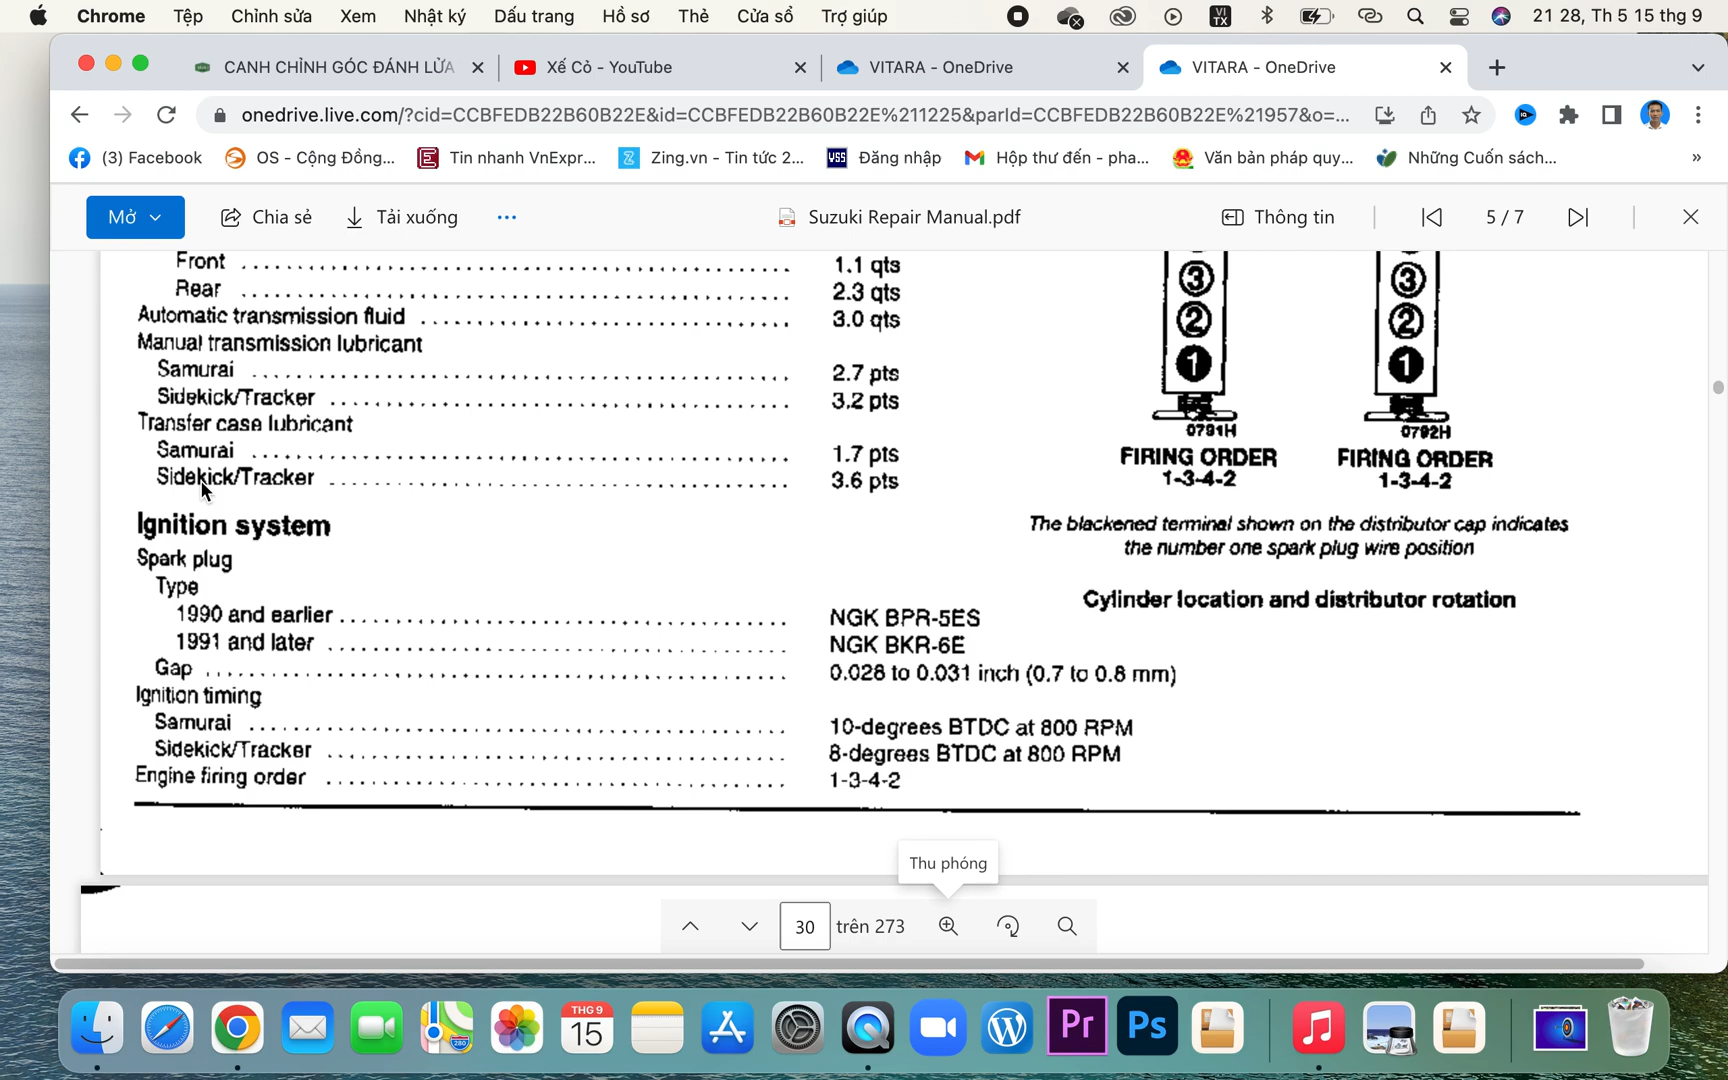 Chrome Tệp Chỉnh sửa Xem Nhật ký Dấu trang Hồ sơ Thẻ Cửa sổ Trợ giúp VI TX 21 28, Th 5 15 thg 9
CANH CHỈNH GÓC ĐÁNH LỬA Xế Cỏ - YouTube VITARA - OneDrive VITARA - OneDrive
onedrive.live.com/?cid=CCBFEDB22B60B22E&id=CCBFEDB22B60B22E%211225&parId=CCBFEDB22B60B22E%21957&o=...
(3) Facebook OS - Cộng Đồng... Tin nhanh VnExpr... Zing.vn - Tin tức 2... VSS Đăng nhập Hộp thư đến - pha... Văn bản pháp quy... Những Cuốn sách... »
Mở Chia sẻ Tải xuống ... Suzuki Repair Manual.pdf Thông tin 5 / 7
Front 1.1 qts
Rear 2.3 qts
Automatic transmission fluid 3.0 qts
Manual transmission lubricant
Samurai 2.7 pts
Sidekick/Tracker 3.2 pts
Transfer case lubricant
Samurai 1.7 pts
Sidekick/Tracker 3.6 pts
3 3
2 2
1 1
0791H 0792H
FIRING ORDER FIRING ORDER
1-3-4-2 1-3-4-2
The blackened terminal shown on the distributor cap indicates
the number one spark plug wire position
Cylinder location and distributor rotation
Ignition system
Spark plug
Type
1990 and earlier NGK BPR-5ES
1991 and later NGK BKR-6E
Gap 0.028 to 0.031 inch (0.7 to 0.8 mm)
Ignition timing
Samurai 10-degrees BTDC at 800 RPM
Sidekick/Tracker 8-degrees BTDC at 800 RPM
Engine firing order 1-3-4-2
Thu phóng
30 trên 273
THG 9
15
Pr Ps
280